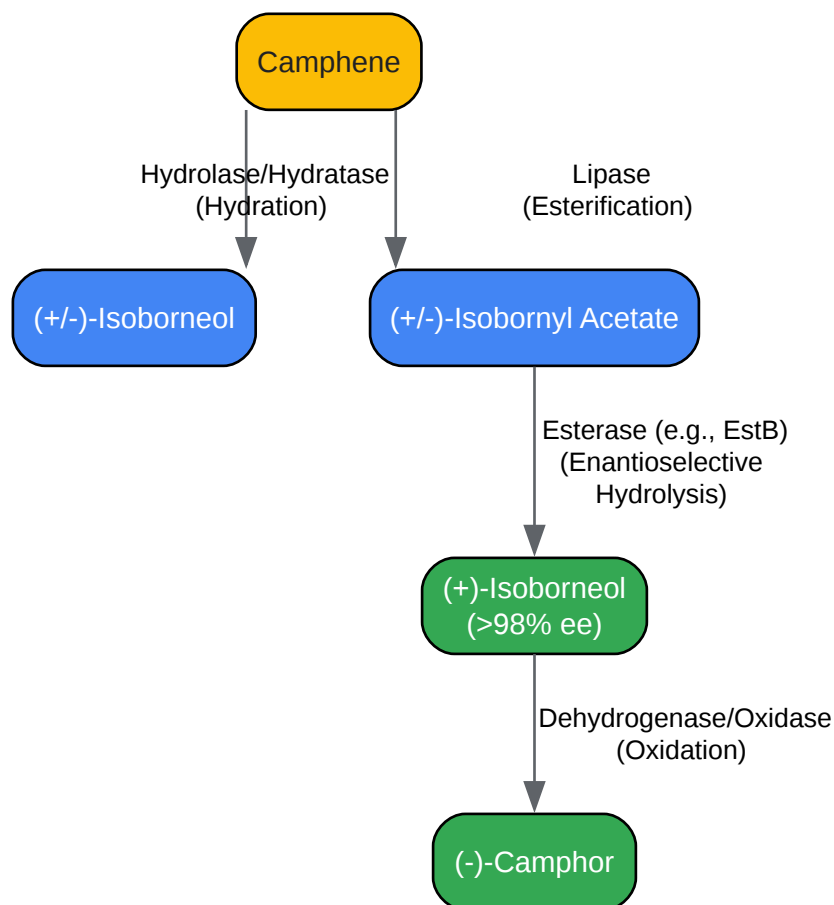 Camphene
Hydrolase/Hydratase
(Hydration)
Lipase
(Esterification)
(+/-)-Isoborneol
(+/-)-Isobornyl Acetate
Esterase (e.g., EstB)
(Enantioselective
Hydrolysis)
(+)-Isoborneol
(>98% ee)
Dehydrogenase/Oxidase
(Oxidation)
(-)-Camphor